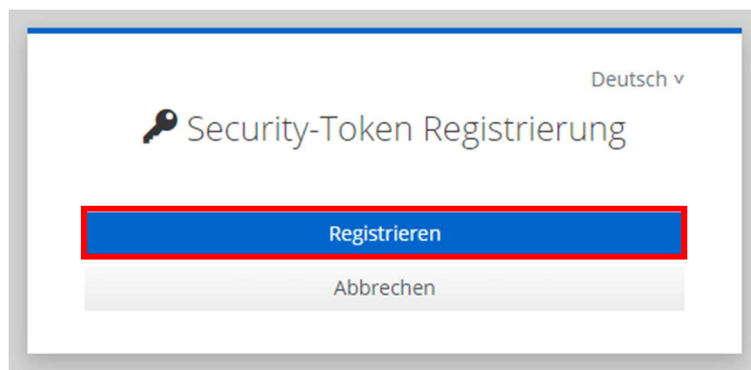 Deutsch v
Security-Token Registrierung
Registrieren
Abbrechen